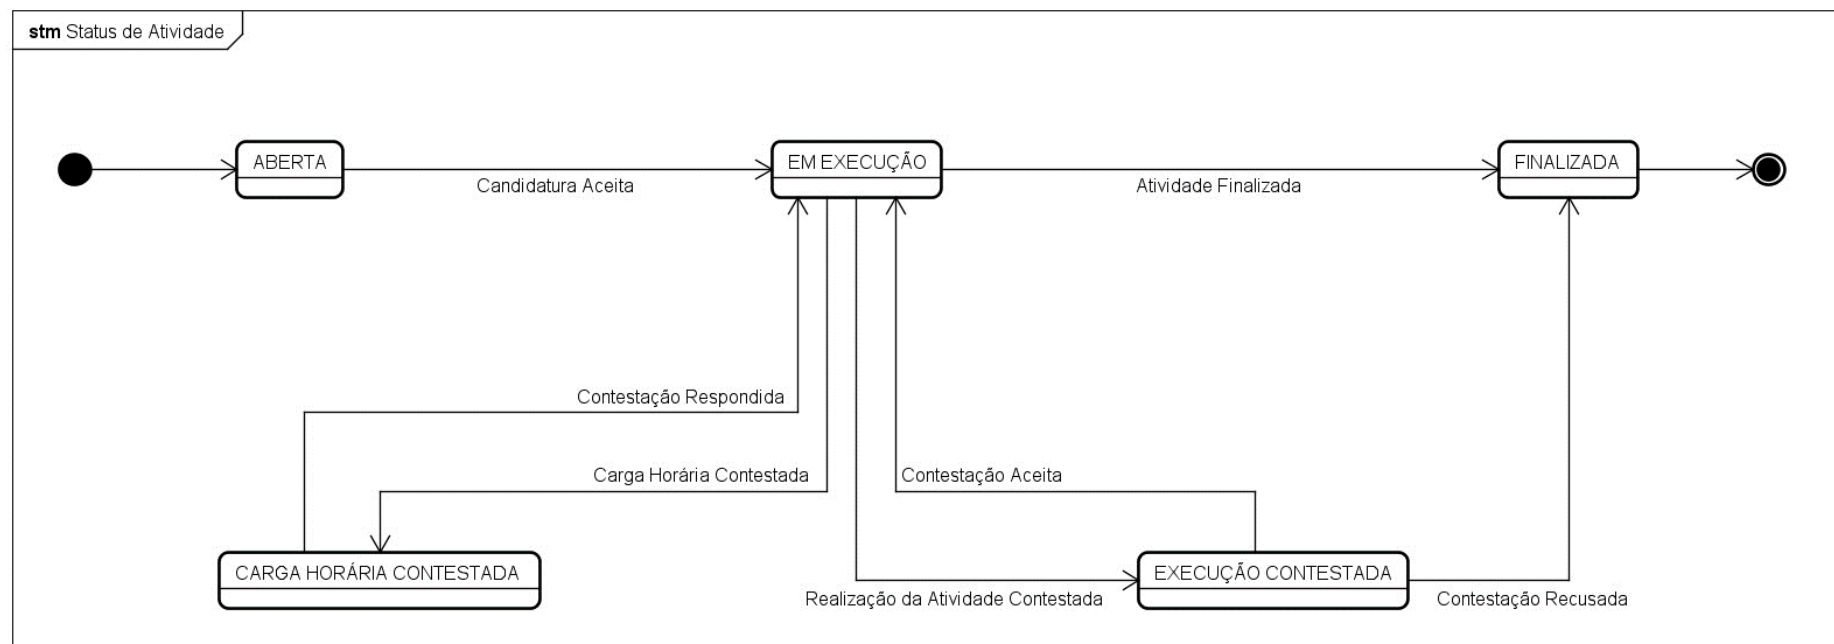 stm Status de Atividade
ABERTA
EM EXECUÇÃO
FINALIZADA
Candidatura Aceita
Atividade Finalizada
Contestação Respondida
Carga Horária Contestada
Contestação Aceita
CARGA HORÁRIA CONTESTADA
EXECUÇÃO CONTESTADA
Realização da Atividade Contestada
Contestação Recusada